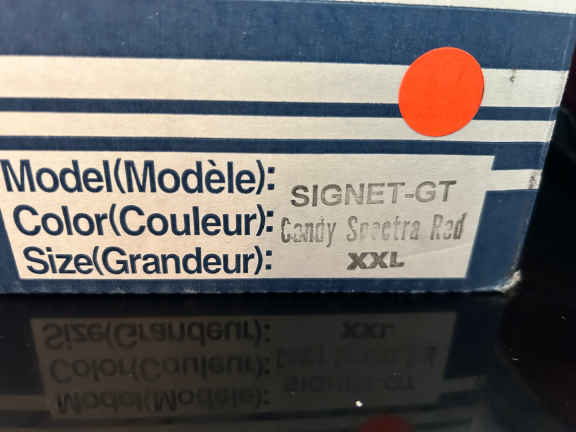 Model(Modèle): SIGNET-GT
Color(Couleur): Candy Spectra Red
Size(Grandeur): XXL